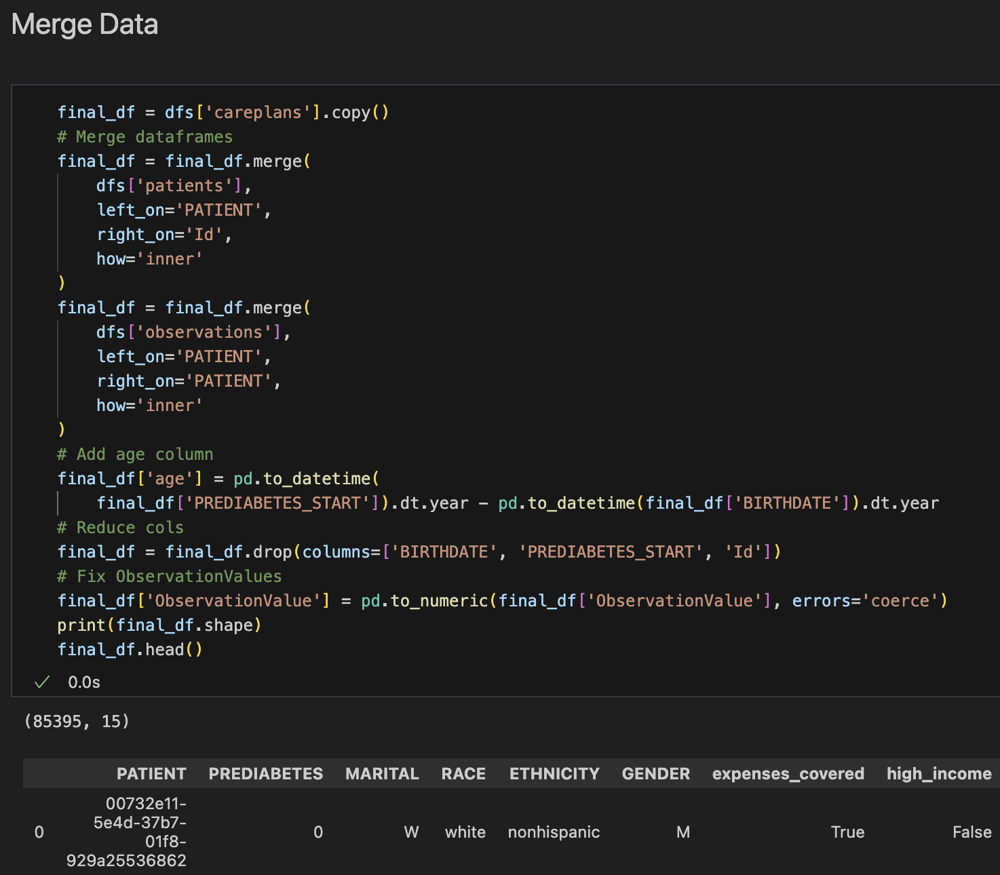 Merge Data
final_df = dfs['careplans'].copy()
# Merge dataframes
final_df = final_df.merge(
    dfs['patients'],
    left_on='PATIENT',
    right_on='Id',
    how='inner'
)
final_df = final_df.merge(
    dfs['observations'],
    left_on='PATIENT',
    right_on='PATIENT',
    how='inner'
)
# Add age column
final_df['age'] = pd.to_datetime(
    final_df['PREDIABETES_START']).dt.year - pd.to_datetime(final_df['BIRTHDATE']).dt.year
# Reduce cols
final_df = final_df.drop(columns=['BIRTHDATE', 'PREDIABETES_START', 'Id'])
# Fix ObservationValues
final_df['ObservationValue'] = pd.to_numeric(final_df['ObservationValue'], errors='coerce')
print(final_df.shape)
final_df.head()
0.0s
(85395, 15)
PATIENT PREDIABETES MARITAL RACE ETHNICITY GENDER expenses_covered high_income
00732e11-
5e4d-37b7-
0 0 W white nonhispanic M True False
01f8-
929a25536862